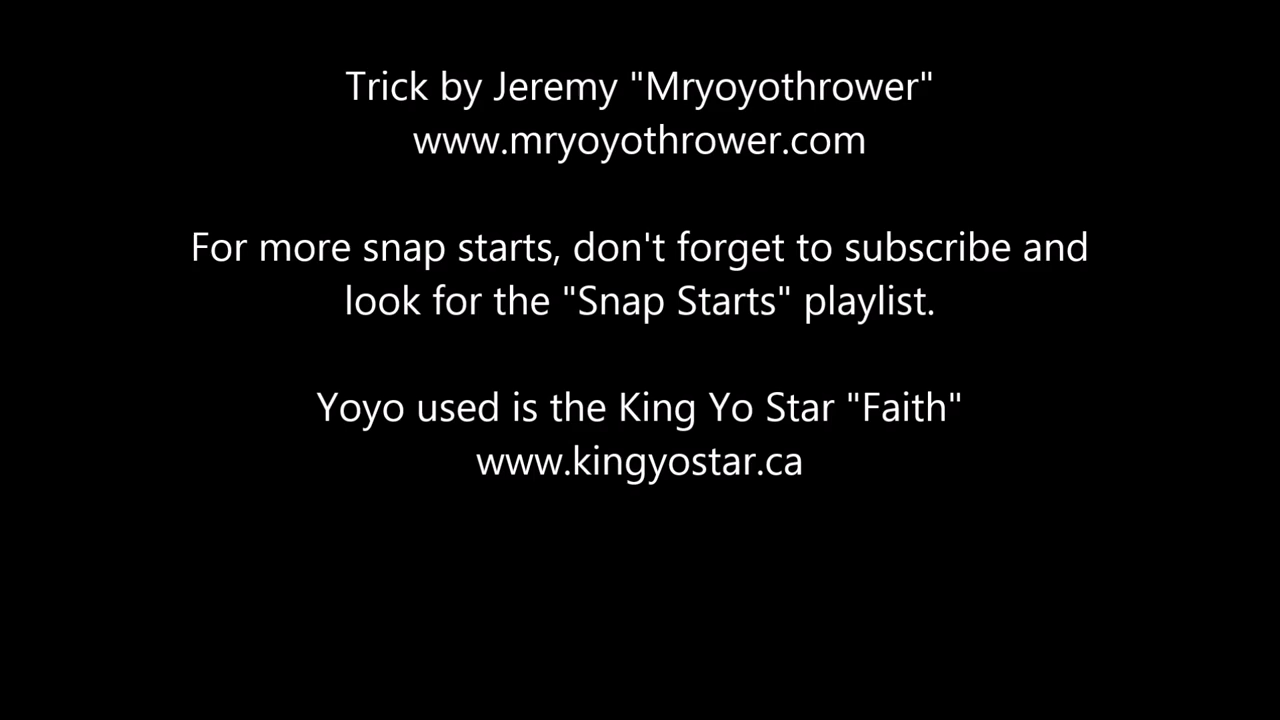 Trick by Jeremy "Mryoyothrower"
www.mryoyothrower.com
For more snap starts, don't forget to subscribe and
look for the "Snap Starts" playlist.
Yoyo used is the King Yo Star "Faith"
www.kingyostar.ca